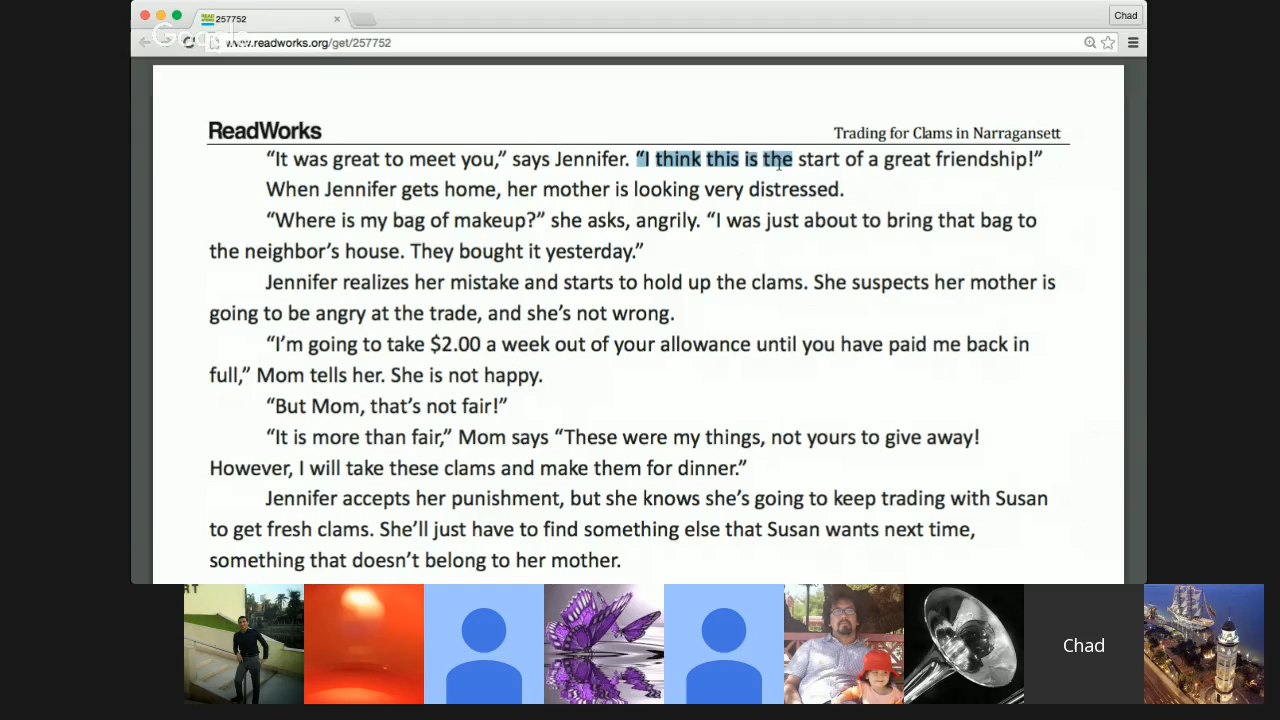 257752
Chad
Google
www.readworks.org/get/257752
ReadWorks
Trading for Clams in Narragansett
“It was great to meet you,” says Jennifer. “I think this is the start of a great friendship!”
When Jennifer gets home, her mother is looking very distressed.
“Where is my bag of makeup?” she asks, angrily. “I was just about to bring that bag to
the neighbor’s house. They bought it yesterday.”
Jennifer realizes her mistake and starts to hold up the clams. She suspects her mother is
going to be angry at the trade, and she’s not wrong.
“I’m going to take $2.00 a week out of your allowance until you have paid me back in
full,” Mom tells her. She is not happy.
“But Mom, that’s not fair!”
“It is more than fair,” Mom says “These were my things, not yours to give away!
However, I will take these clams and make them for dinner.”
Jennifer accepts her punishment, but she knows she’s going to keep trading with Susan
to get fresh clams. She’ll just have to find something else that Susan wants next time,
something that doesn’t belong to her mother.
Chad